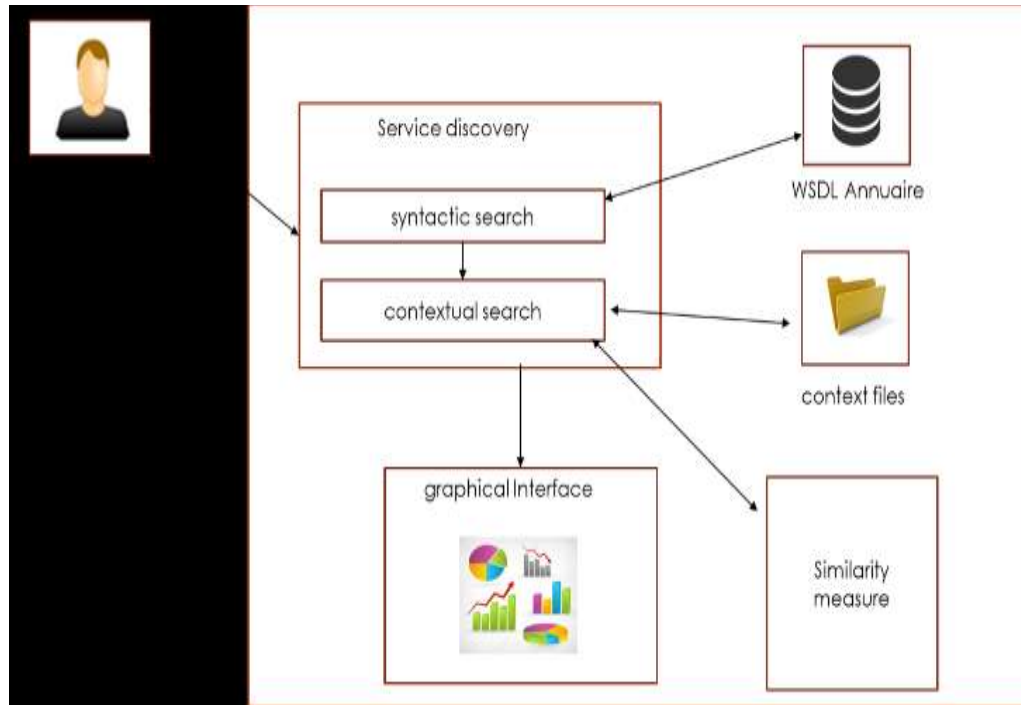 Service discovery
syntactic search
WSDL Annuaire
contextual search
context files
graphical Interface
Similarity
measure